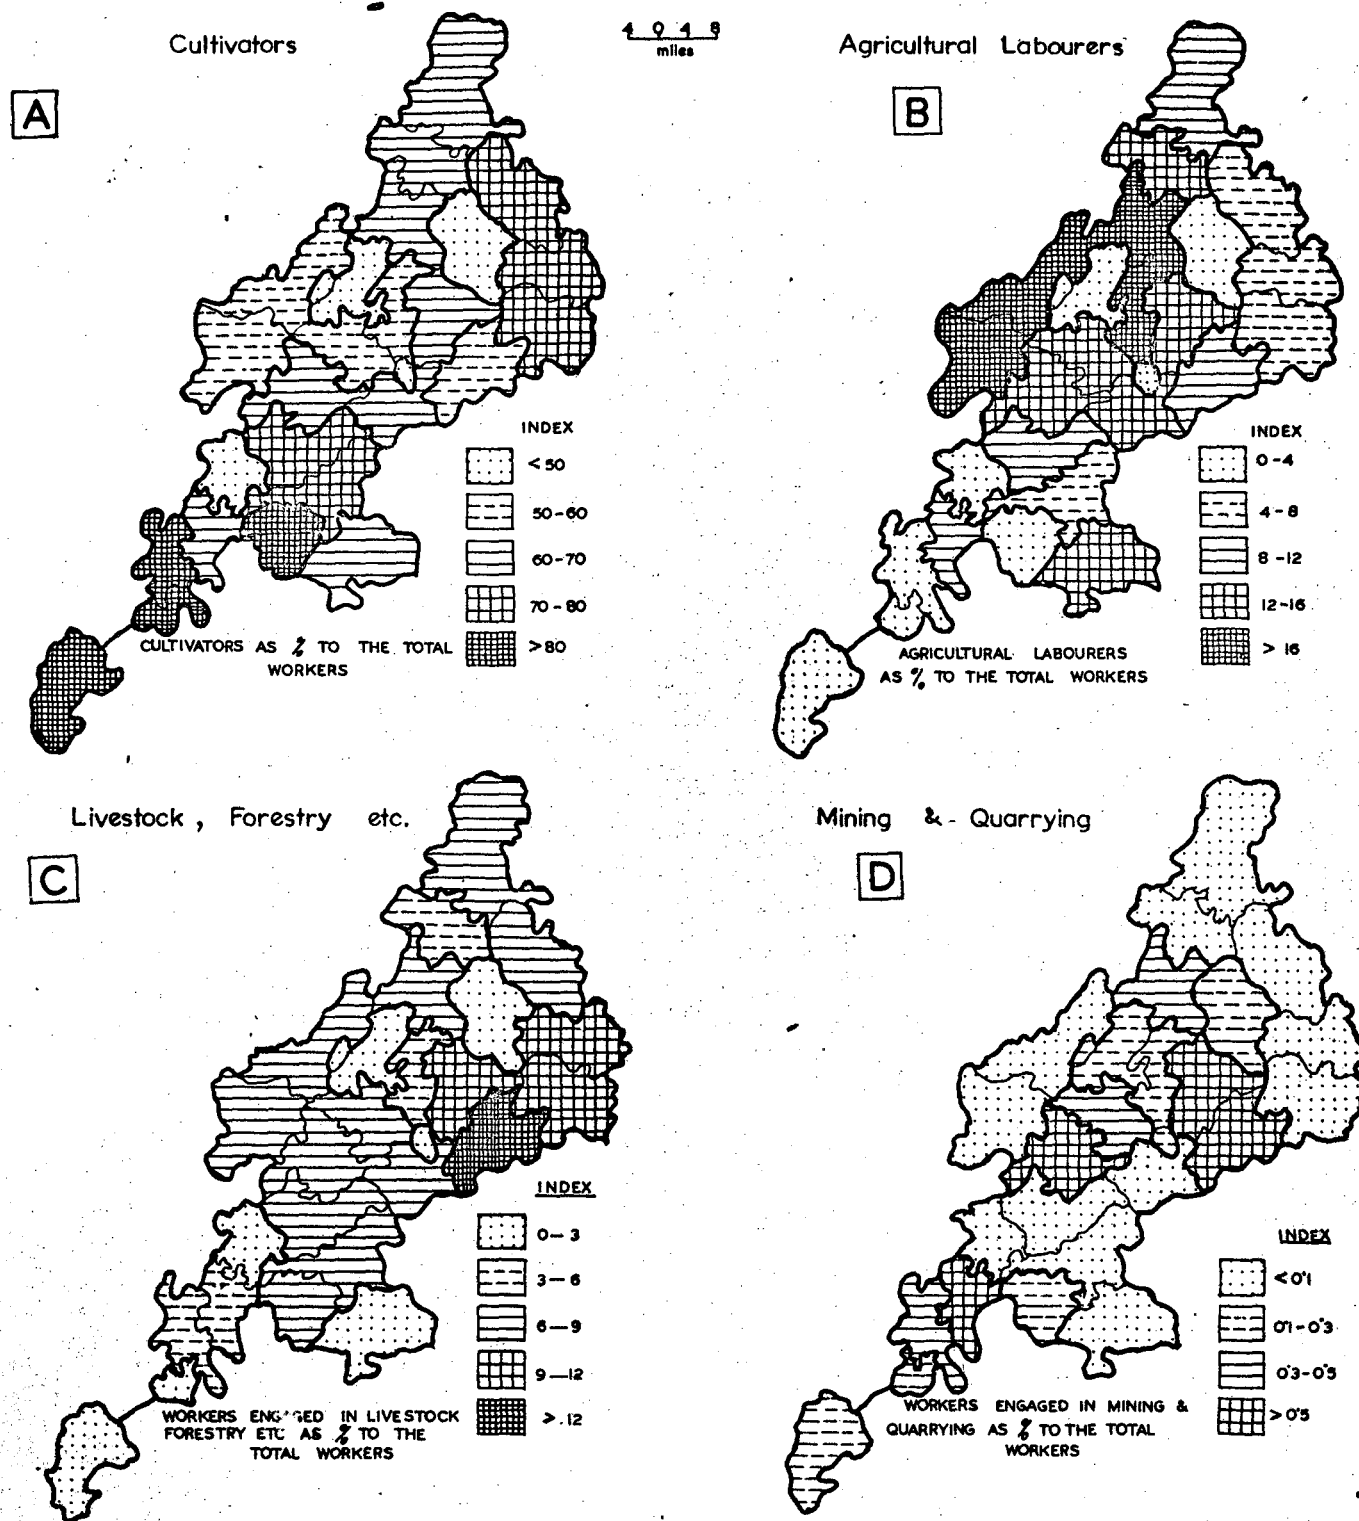 Cultivators
A
4 0 4 8
miles
INDEX
< 50
50-60
60-70
70-80
> 80
CULTIVATORS AS % TO THE TOTAL
WORKERS
Agricultural Labourers
B
INDEX
0-4
4-8
8-12
12-16
> 16
AGRICULTURAL LABOURERS
AS % TO THE TOTAL WORKERS
Livestock, Forestry etc.
C
INDEX
0-3
3-6
6-9
9-12
>.12
WORKERS ENGAGED IN LIVESTOCK
FORESTRY ETC AS % TO THE
TOTAL WORKERS
Mining & - Quarrying
D
INDEX
<0.1
0.1-0.3
0.3-0.5
>0.5
WORKERS ENGAGED IN MINING &
QUARRYING AS % TO THE TOTAL
WORKERS